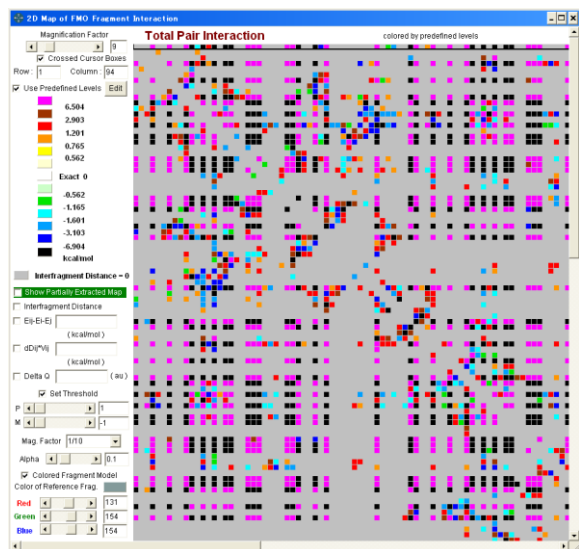 2D Map of FMO Fragment Interaction
Magnification Factor
9
Crossed Cursor Boxes
Row : 1 Column : 94
Use Predefined Levels Edit
6.504
2.903
1.201
0.765
0.562
Exact 0
-0.562
-1.165
-1.601
-3.103
-6.904
kcal/mol
Interfragment Distance = 0
Show Partially Extracted Map
Interfragment Distance
Eij-Ei-Ej
(kcal/mol)
dDij*Vij
(kcal/mol)
Delta Q (au)
Set Threshold
P 1
M -1
Mag. Factor 1/10
Alpha 0.1
Colored Fragment Model
Color of Reference Frag.
Red 131
Green 154
Blue 154
Total Pair Interaction
colored by predefined levels